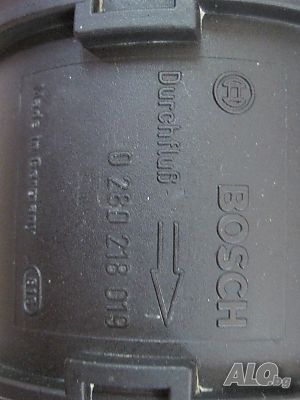 BOSCH
Durchfluß
0 280 218 019
Made in Germany
ALO.bg